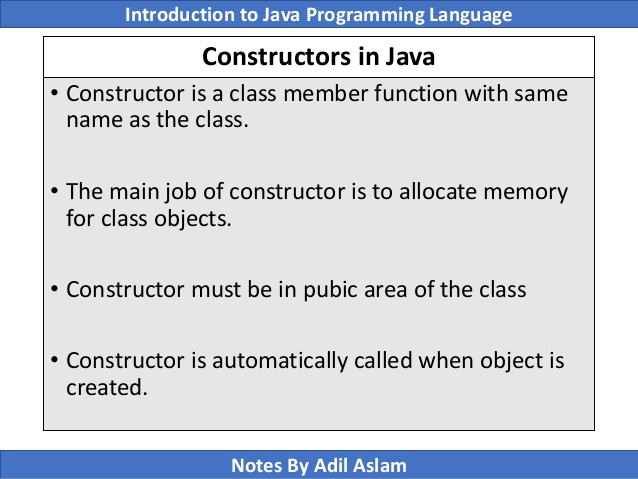 Introduction to Java Programming Language
Constructors in Java
• Constructor is a class member function with same
name as the class.
• The main job of constructor is to allocate memory
for class objects.
• Constructor must be in pubic area of the class
• Constructor is automatically called when object is
created.
Notes By Adil Aslam